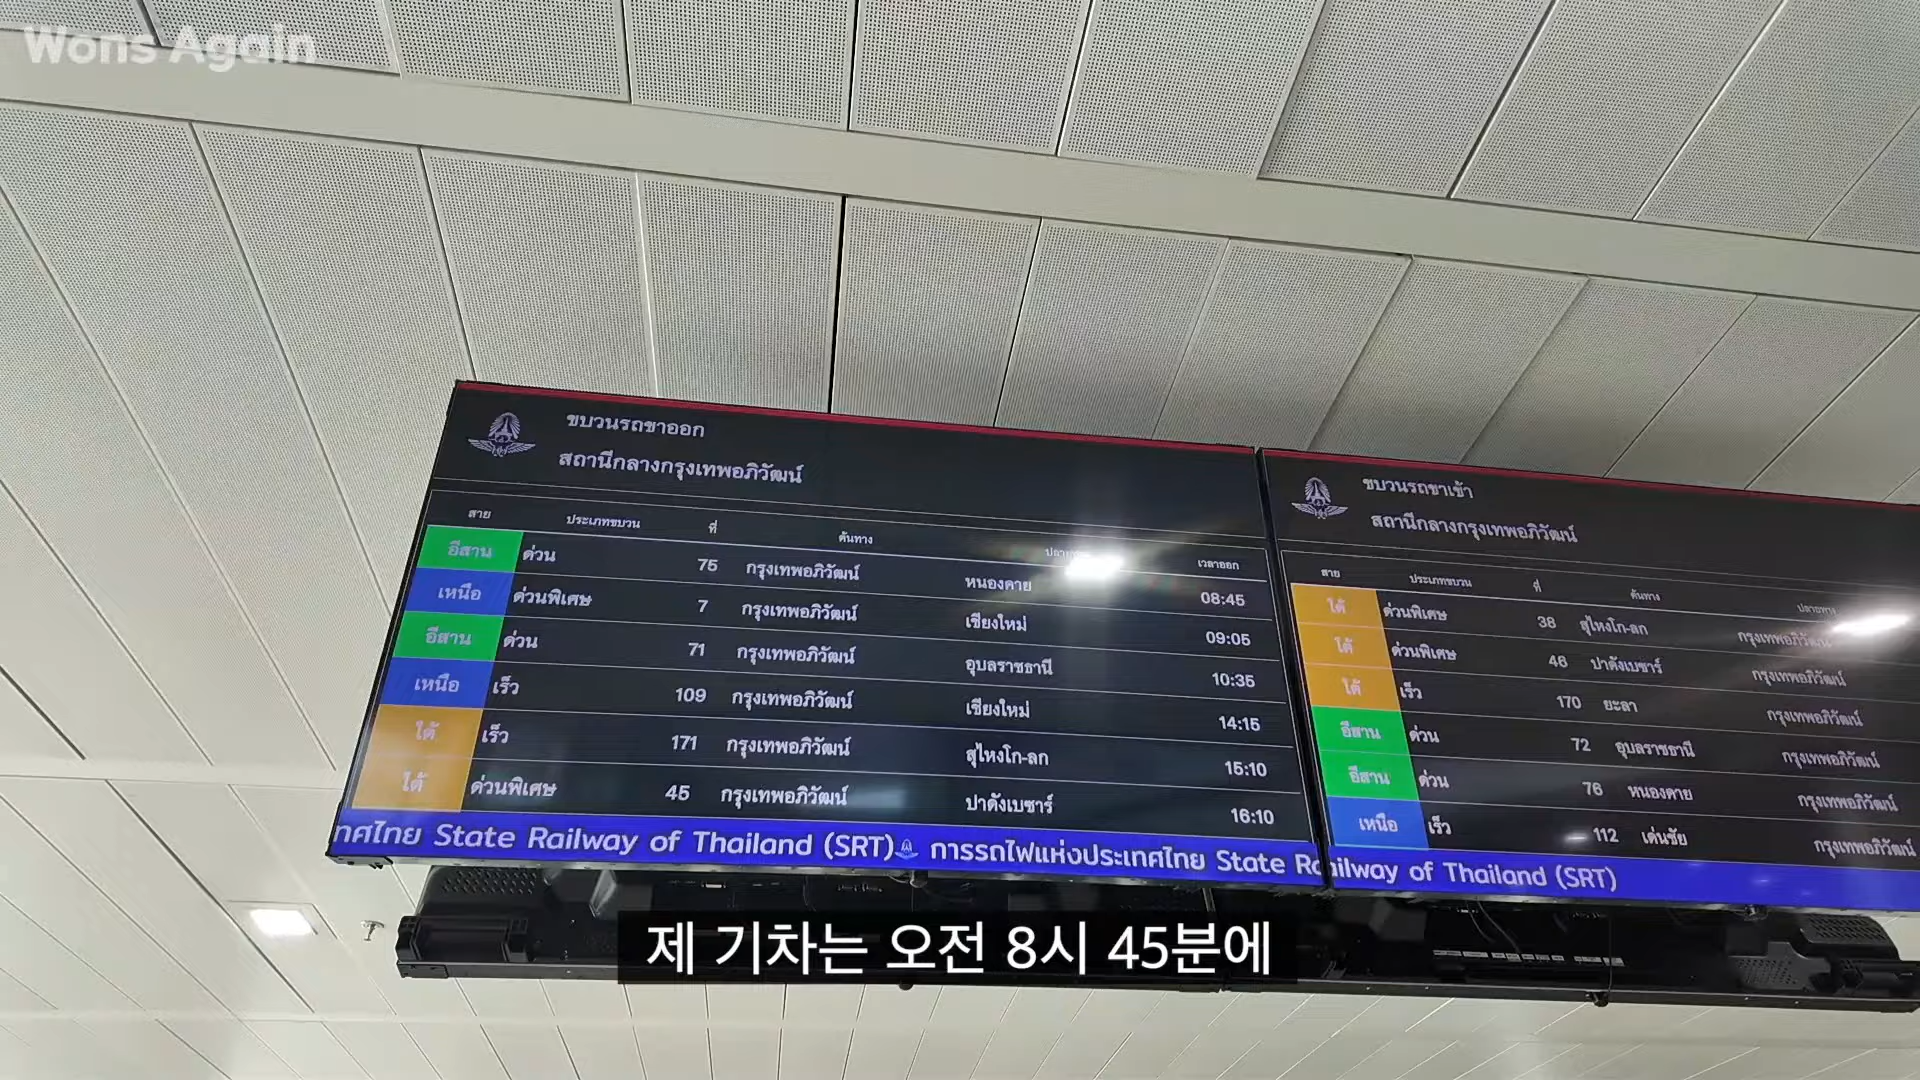 Wons Again
ขบวนรถขาออก
สถานีกลางกรุงเทพอภิวัฒน์
สาย ประเภทขบวน ที่ ต้นทาง เวลาออก
อีสาน ด่วน 75 กรุงเทพอภิวัฒน์ หนองคาย 08:45
เหนือ ด่วนพิเศษ 7 กรุงเทพอภิวัฒน์ เชียงใหม่ 09:05
อีสาน ด่วน 71 กรุงเทพอภิวัฒน์ อุบลราชธานี 10:35
เหนือ เร็ว 109 กรุงเทพอภิวัฒน์ เชียงใหม่ 14:15
ใต้ เร็ว 171 กรุงเทพอภิวัฒน์ สุไหงโก-ลก 15:10
ใต้ ด่วนพิเศษ 45 กรุงเทพอภิวัฒน์ ปาดังเบซาร์ 16:10
ทศไทย State Railway of Thailand (SRT) การรถไฟแห่งประเทศไทย State Railway of Thailand (SRT)
ขบวนรถขาเข้า
สถานีกลางกรุงเทพอภิวัฒน์
สาย ประเภทขบวน ที่ ต้นทาง ปลายทาง
ใต้ ด่วนพิเศษ 38 สุไหงโก-ลก กรุงเทพอภิวัฒน์
ใต้ ด่วนพิเศษ 46 ปาดังเบซาร์ กรุงเทพอภิวัฒน์
ใต้ เร็ว 170 ยะลา กรุงเทพอภิวัฒน์
อีสาน ด่วน 72 อุบลราชธานี กรุงเทพอภิวัฒน์
อีสาน ด่วน 76 หนองคาย กรุงเทพอภิวัฒน์
เหนือ เร็ว 112 เด่นชัย กรุงเทพอภิวัฒน์
제 기차는 오전 8시 45분에